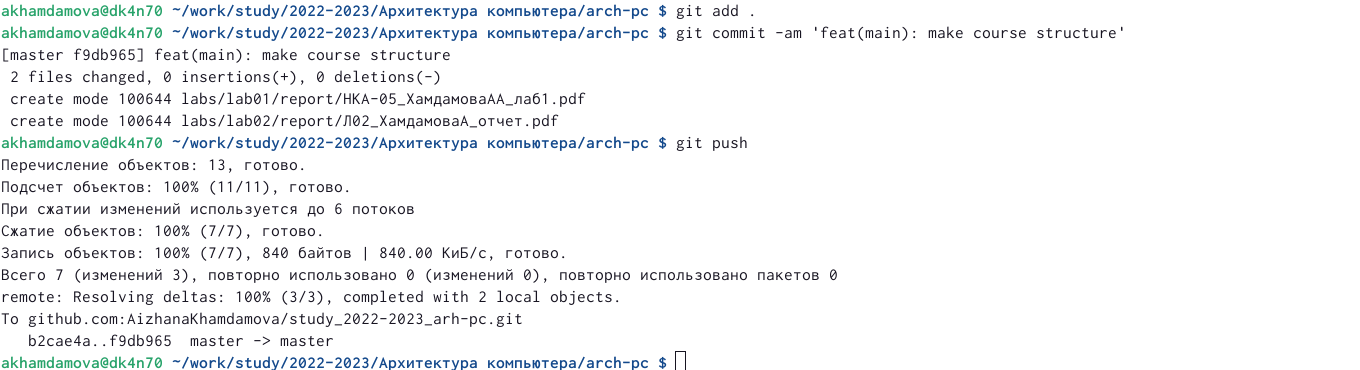 akhamdamova@dk4n70 ~/work/study/2022-2023/Архитектура компьютера/arch-pc $ git add .
akhamdamova@dk4n70 ~/work/study/2022-2023/Архитектура компьютера/arch-pc $ git commit -am 'feat(main): make course structure'
[master f9db965] feat(main): make course structure
 2 files changed, 0 insertions(+), 0 deletions(-)
 create mode 100644 labs/lab01/report/НКА-05_ХамдамоваАА_лаб1.pdf
 create mode 100644 labs/lab02/report/Л02_ХамдамоваА_отчет.pdf
akhamdamova@dk4n70 ~/work/study/2022-2023/Архитектура компьютера/arch-pc $ git push
Перечисление объектов: 13, готово.
Подсчет объектов: 100% (11/11), готово.
При сжатии изменений используется до 6 потоков
Сжатие объектов: 100% (7/7), готово.
Запись объектов: 100% (7/7), 840 байтов | 840.00 КиБ/с, готово.
Всего 7 (изменений 3), повторно использовано 0 (изменений 0), повторно использовано пакетов 0
remote: Resolving deltas: 100% (3/3), completed with 2 local objects.
To github.com:AizhanaKhamdamova/study_2022-2023_arh-pc.git
   b2cae4a..f9db965  master -> master
akhamdamova@dk4n70 ~/work/study/2022-2023/Архитектура компьютера/arch-pc $